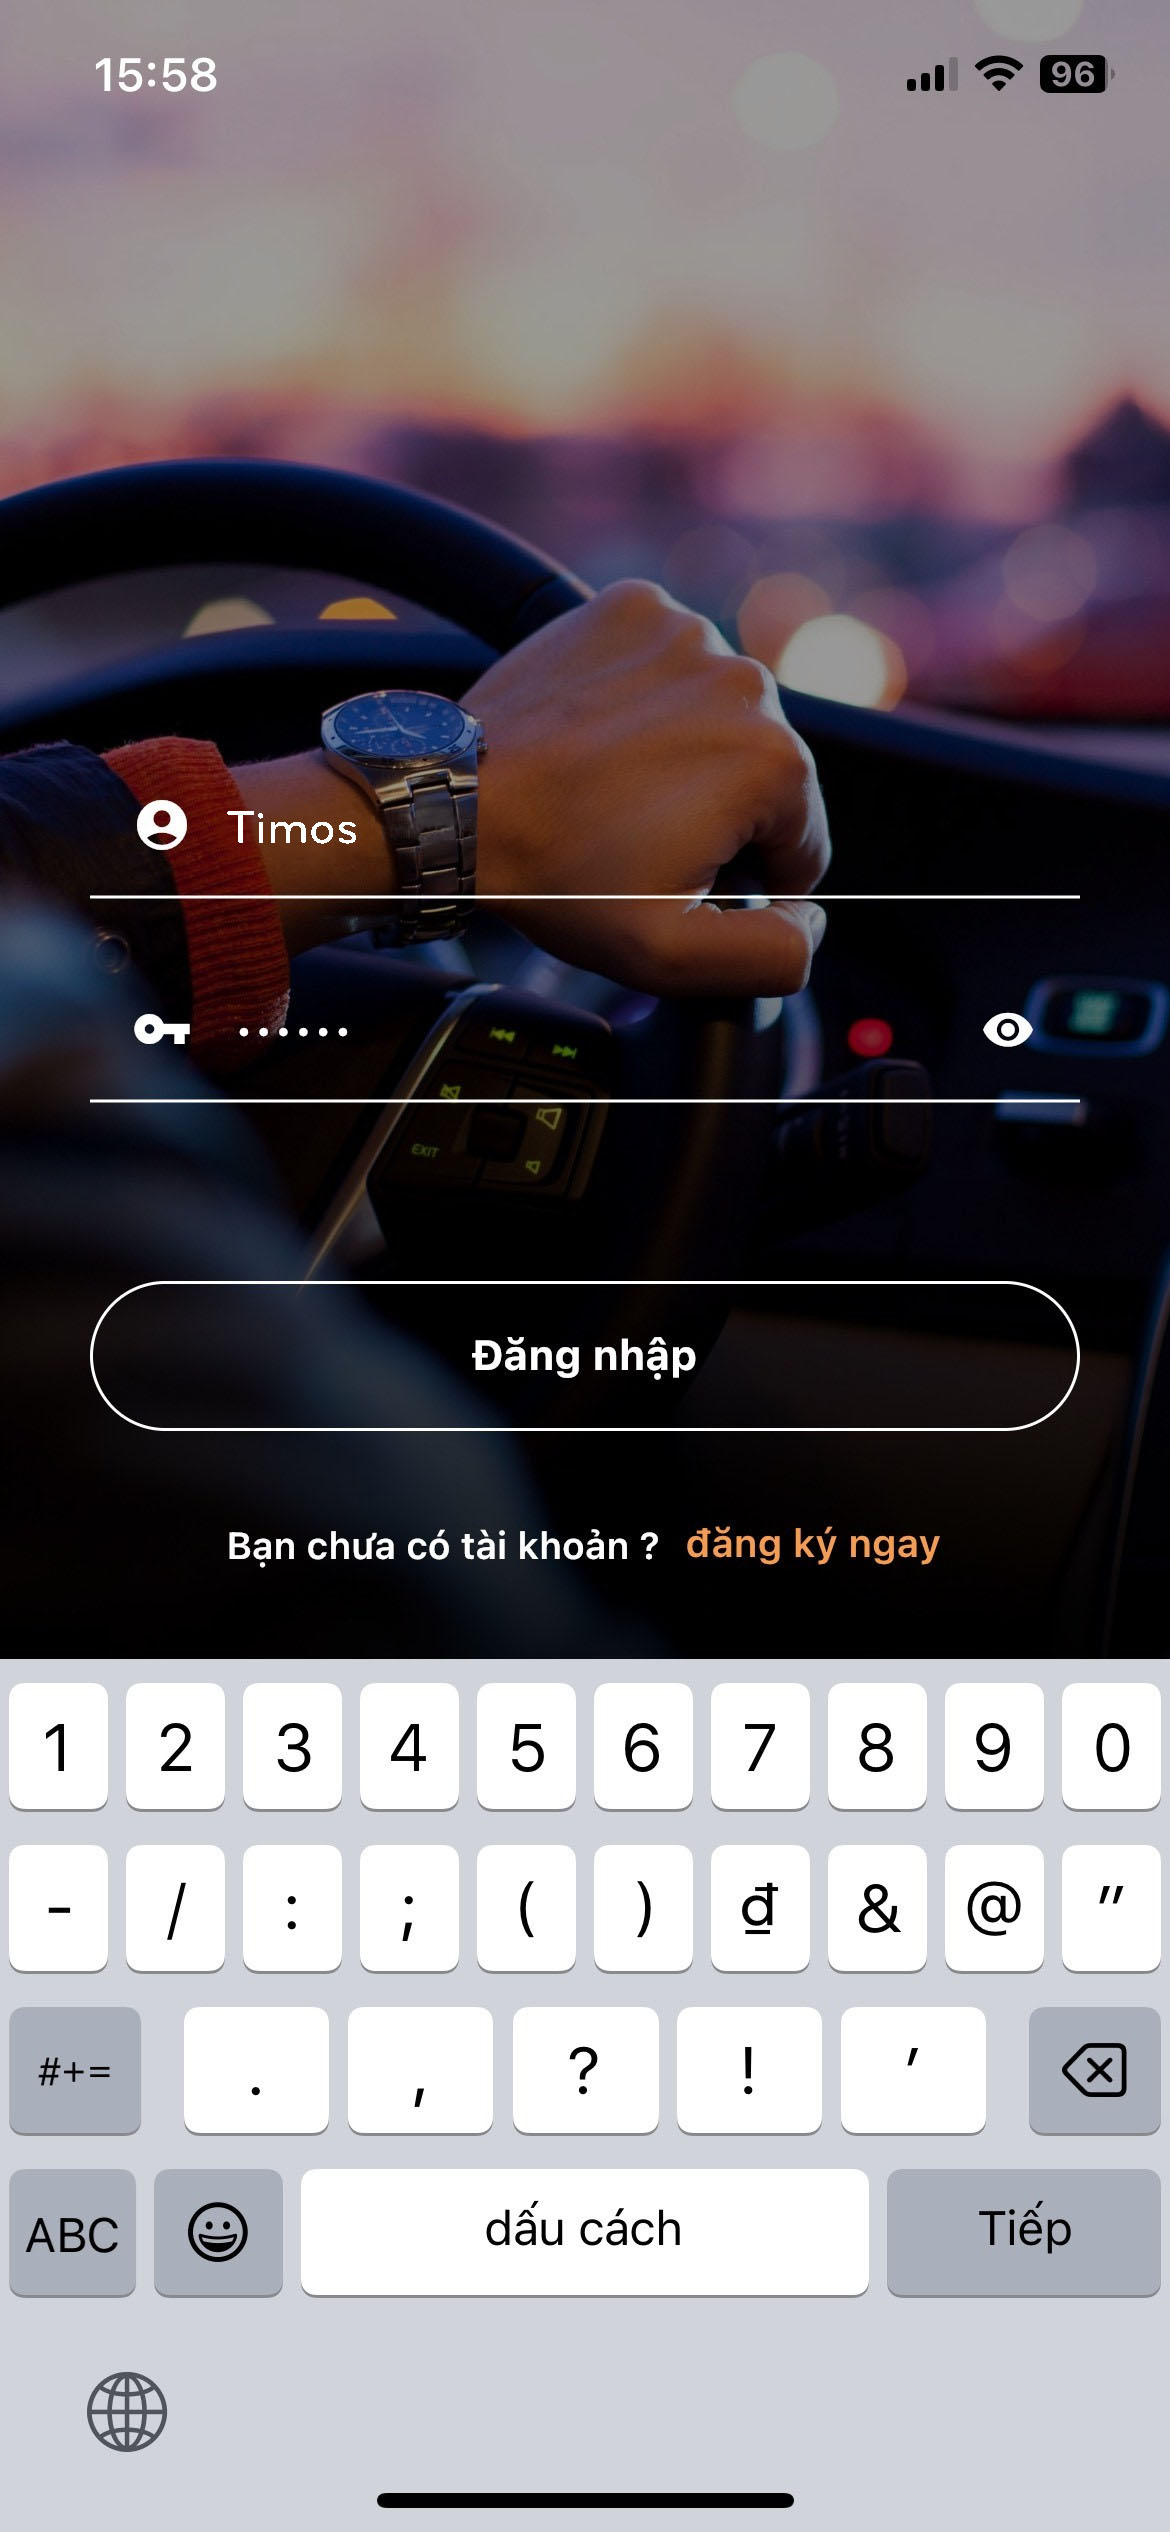 15:58
96
Timos
EXIT
Đăng nhập
Bạn chưa có tài khoản ? đăng ký ngay
1 2 3 4 5 6 7 8 9 0
- / : ; ( ) ₫ & @ "
#+= . , ? ! '
ABC dấu cách Tiếp